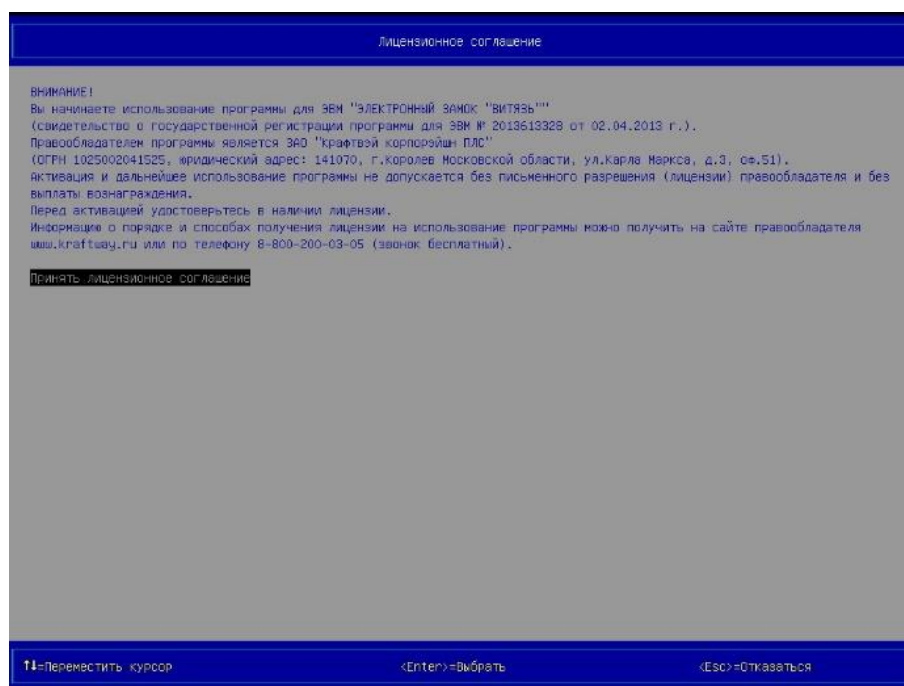 Лицензионное соглашение
ВНИМАНИЕ!
Вы начинаете использование программы для ЭВМ "ЭЛЕКТРОННЫЙ ЗАМОК "ВИТЯЗЬ""
(свидетельство о государственной регистрации программы для ЭВМ № 2013613328 от 02.04.2013 г.).
Правообладателем программы является ЗАО "крафтвэй корпорэйшн ПЛС"
(ОГРН 1025002041525, юридический адрес: 141070, г.Королев Московской области, ул.Карла Маркса, д.3, оф.51).
Активация и дальнейшее использование программы не допускается без письменного разрешения (лицензии) правообладателя и без
выплаты вознаграждения.
Перед активацией удостоверьтесь в наличии лицензии.
Информацию о порядке и способах получения лицензии на использование программы можно получить на сайте правообладателя
www.kraftway.ru или по телефону 8-800-200-03-05 (звонок бесплатный).
Принять лицензионное соглашение
↑↓=Переместить курсор <Enter>=Выбрать <Esc>=Отказаться